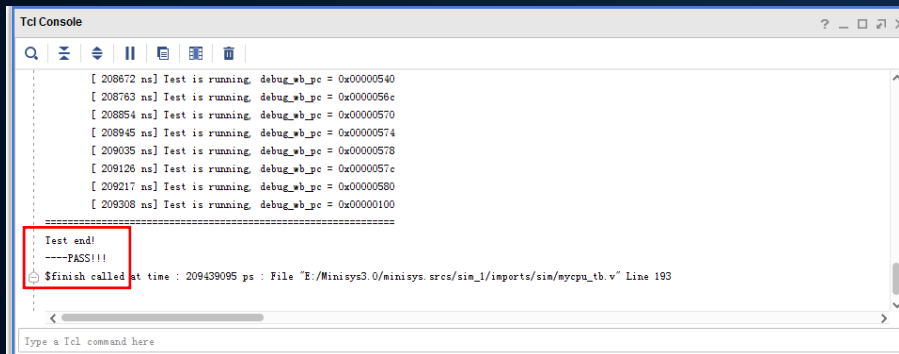 Tcl Console
[ 208672 ns] Test is running, debug_wb_pc = 0x00000540
[ 208763 ns] Test is running, debug_wb_pc = 0x0000056c
[ 208854 ns] Test is running, debug_wb_pc = 0x00000570
[ 208945 ns] Test is running, debug_wb_pc = 0x00000574
[ 209035 ns] Test is running, debug_wb_pc = 0x00000578
[ 209126 ns] Test is running, debug_wb_pc = 0x0000057c
[ 209217 ns] Test is running, debug_wb_pc = 0x00000580
[ 209308 ns] Test is running, debug_wb_pc = 0x00000100
==============================================================
Test end!
----PASS!!!
$finish called at time : 209439095 ps : File "E:/Minisys3.0/minisys.srcs/sim_1/imports/sim/mycpu_tb.v" Line 193
Type a Tcl command here